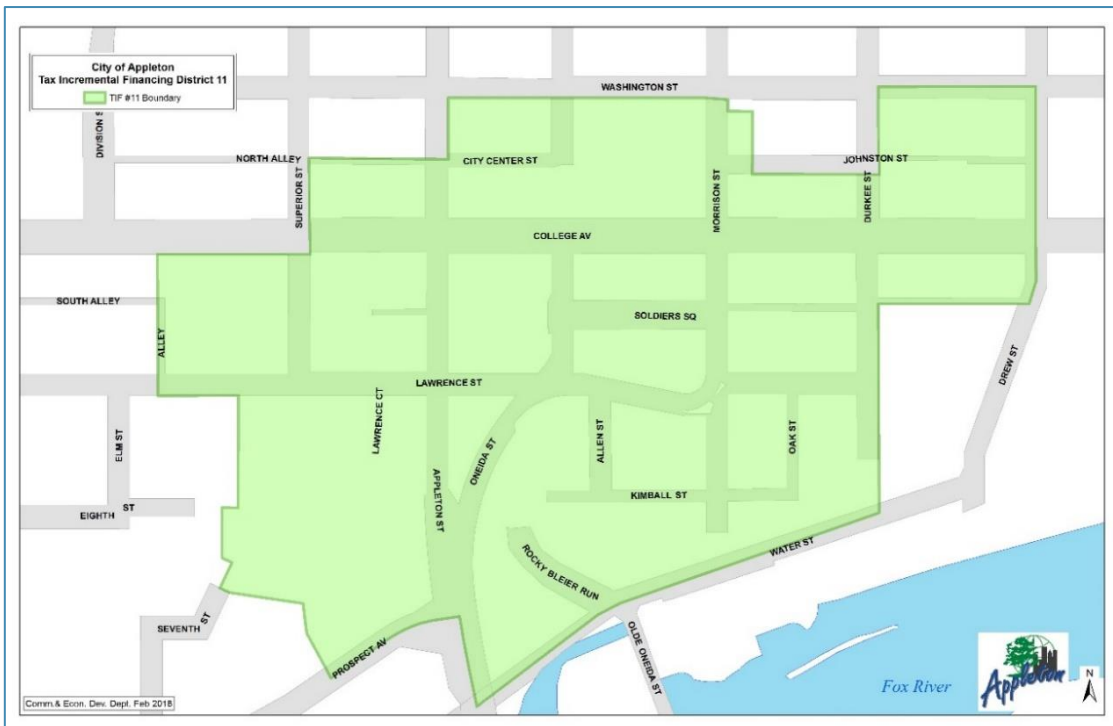 City of Appleton
Tax Incremental Financing District 11
TIF #11 Boundary
WASHINGTON ST
DIVISION S
NORTH ALLEY
CITY CENTER ST
JOHNSTON ST
SUPERIOR ST
MORRISON ST
DURKEE ST
COLLEGE AV
SOUTH ALLEY
ALLEY
SOLDIERS SQ
LAWRENCE ST
DREW ST
LAWRENCE CT
ELM ST
ONEIDA ST
ALLEN ST
OAK ST
APPLETON ST
KIMBALL ST
EIGHTH ST
WATER ST
ROCKY BLEIER RUN
SEVENTH ST
PROSPECT AV
OLDE ONEIDA ST
Fox River
Appleton
N
Comm.& Econ. Dev. Dept. Feb 2018